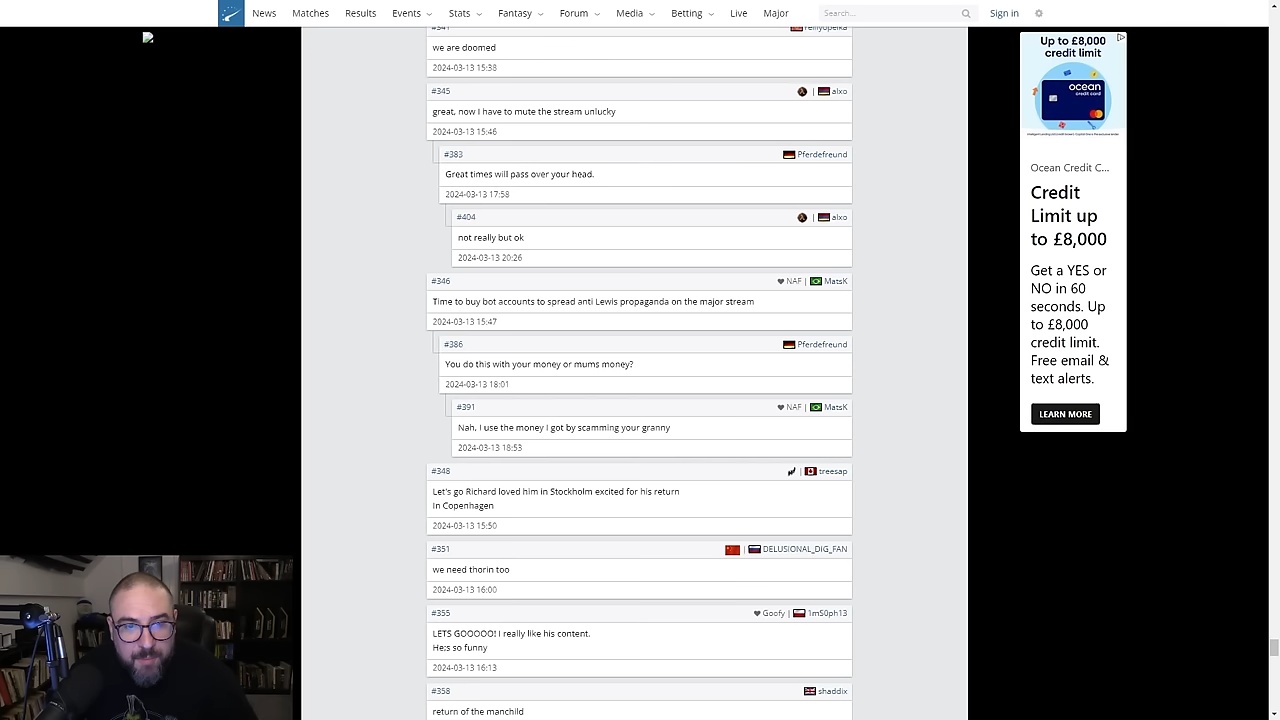 News Matches Results Events Stats Fantasy Forum Media Betting Live Major Search... Sign in
we are doomed
2024-03-13 15:38
#345 | alxo
great, now I have to mute the stream unlucky
2024-03-13 15:46
#383 Pferdefreund
Great times will pass over your head.
2024-03-13 17:58
#404 | alxo
not really but ok
2024-03-13 20:26
#346 ❤ NAF | MatsK
Time to buy bot accounts to spread anti Lewis propaganda on the major stream
2024-03-13 15:47
#386 Pferdefreund
You do this with your money or mums money?
2024-03-13 18:01
#391 ❤ NAF | MatsK
Nah, I use the money I got by scamming your granny
2024-03-13 18:53
#348 | treesap
Let's go Richard loved him in Stockholm excited for his return
In Copenhagen
2024-03-13 15:50
#351 | DELUSIONAL_DIG_FAN
we need thorin too
2024-03-13 16:00
#355 ❤ Goofy | 1mS0ph13
LETS GOOOOO! I really like his content.
He;s so funny
2024-03-13 16:13
#358 shaddix
return of the manchild
Up to £8,000
credit limit
ocean
credit card
Ocean Credit C...
Credit
Limit up
to £8,000
Get a YES or
NO in 60
seconds. Up
to £8,000
credit limit.
Free email &
text alerts.
LEARN MORE